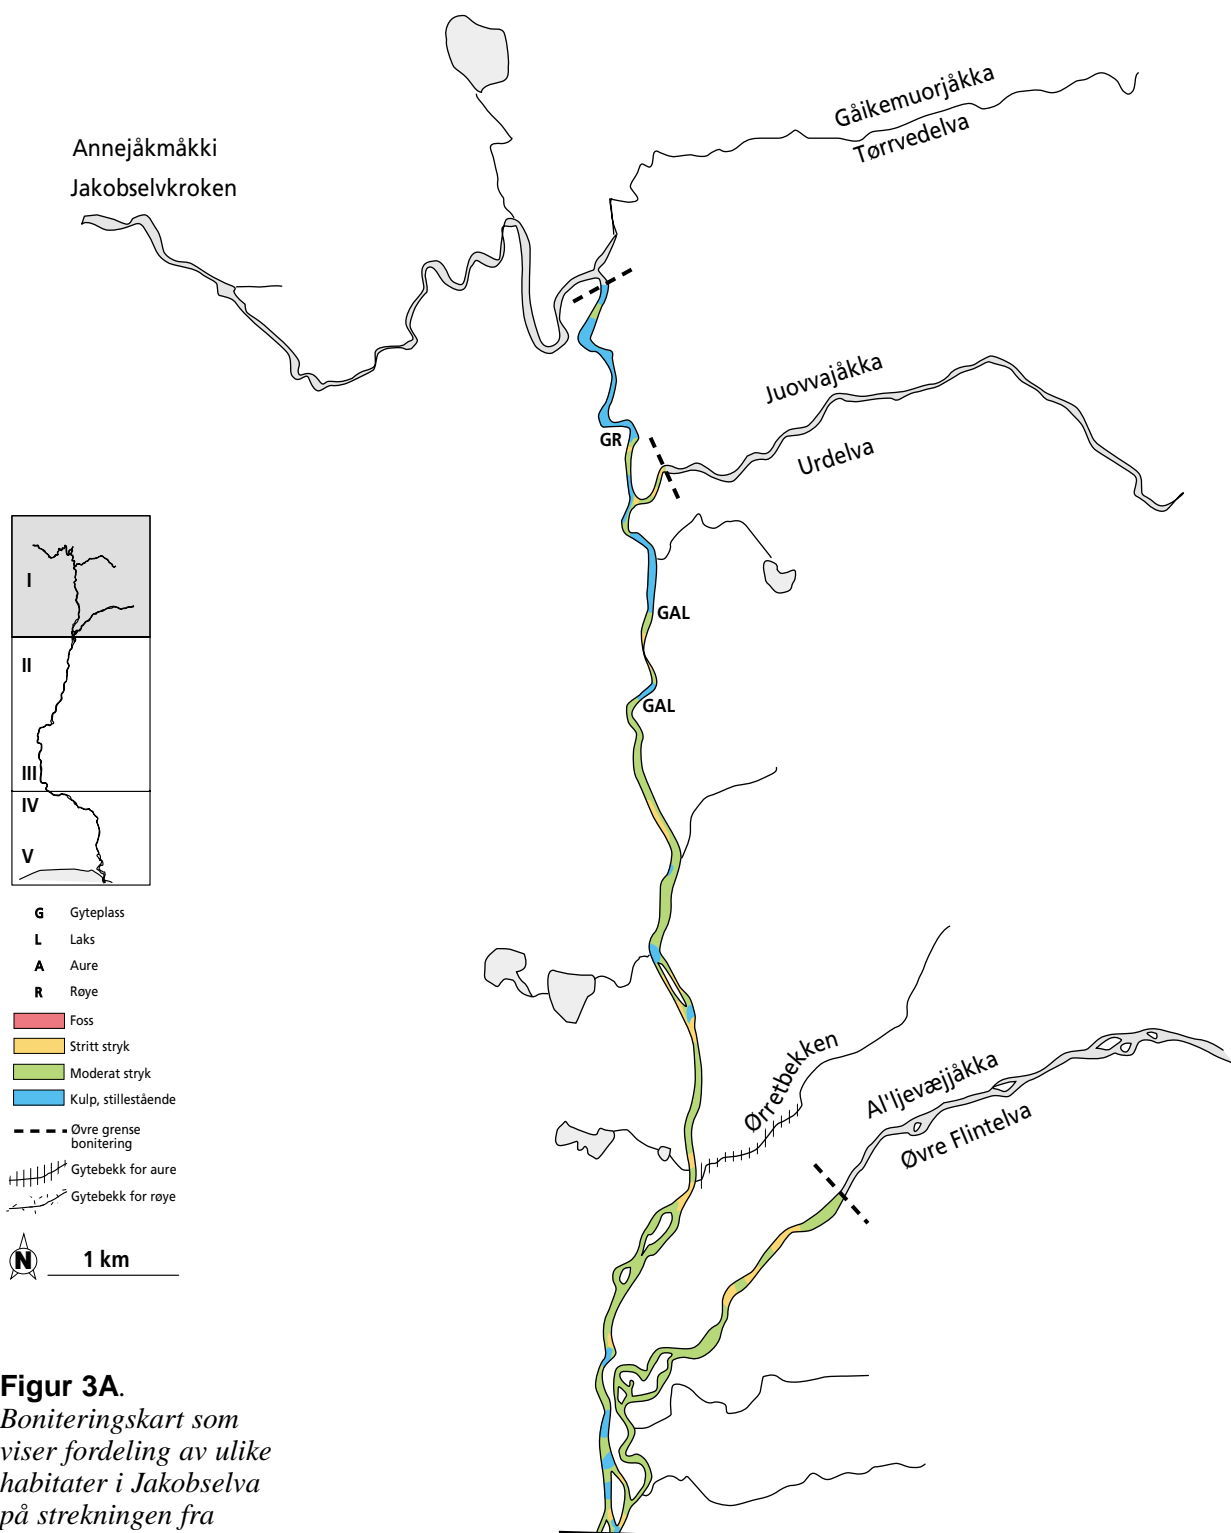 Gåikemuorjåkka
Tørrvedelva
Annejåkmåkki
Jakobselvkroken
Juovvajåkka
Urdelva
GR
GAL
GAL
I
II
III
IV
V
G Gyteplass
L Laks
A Aure
R Røye
Foss
Stritt stryk
Moderat stryk
Kulp, stillestående
Øvre grense
bonitering
Gytebekk for aure
Gytebekk for røye
N 1 km
Ørretbekken
Al'ljevæjjåkka
Øvre Flintelva
Figur 3A.
Boniteringskart som
viser fordeling av ulike
habitater i Jakobselva
på strekningen fra